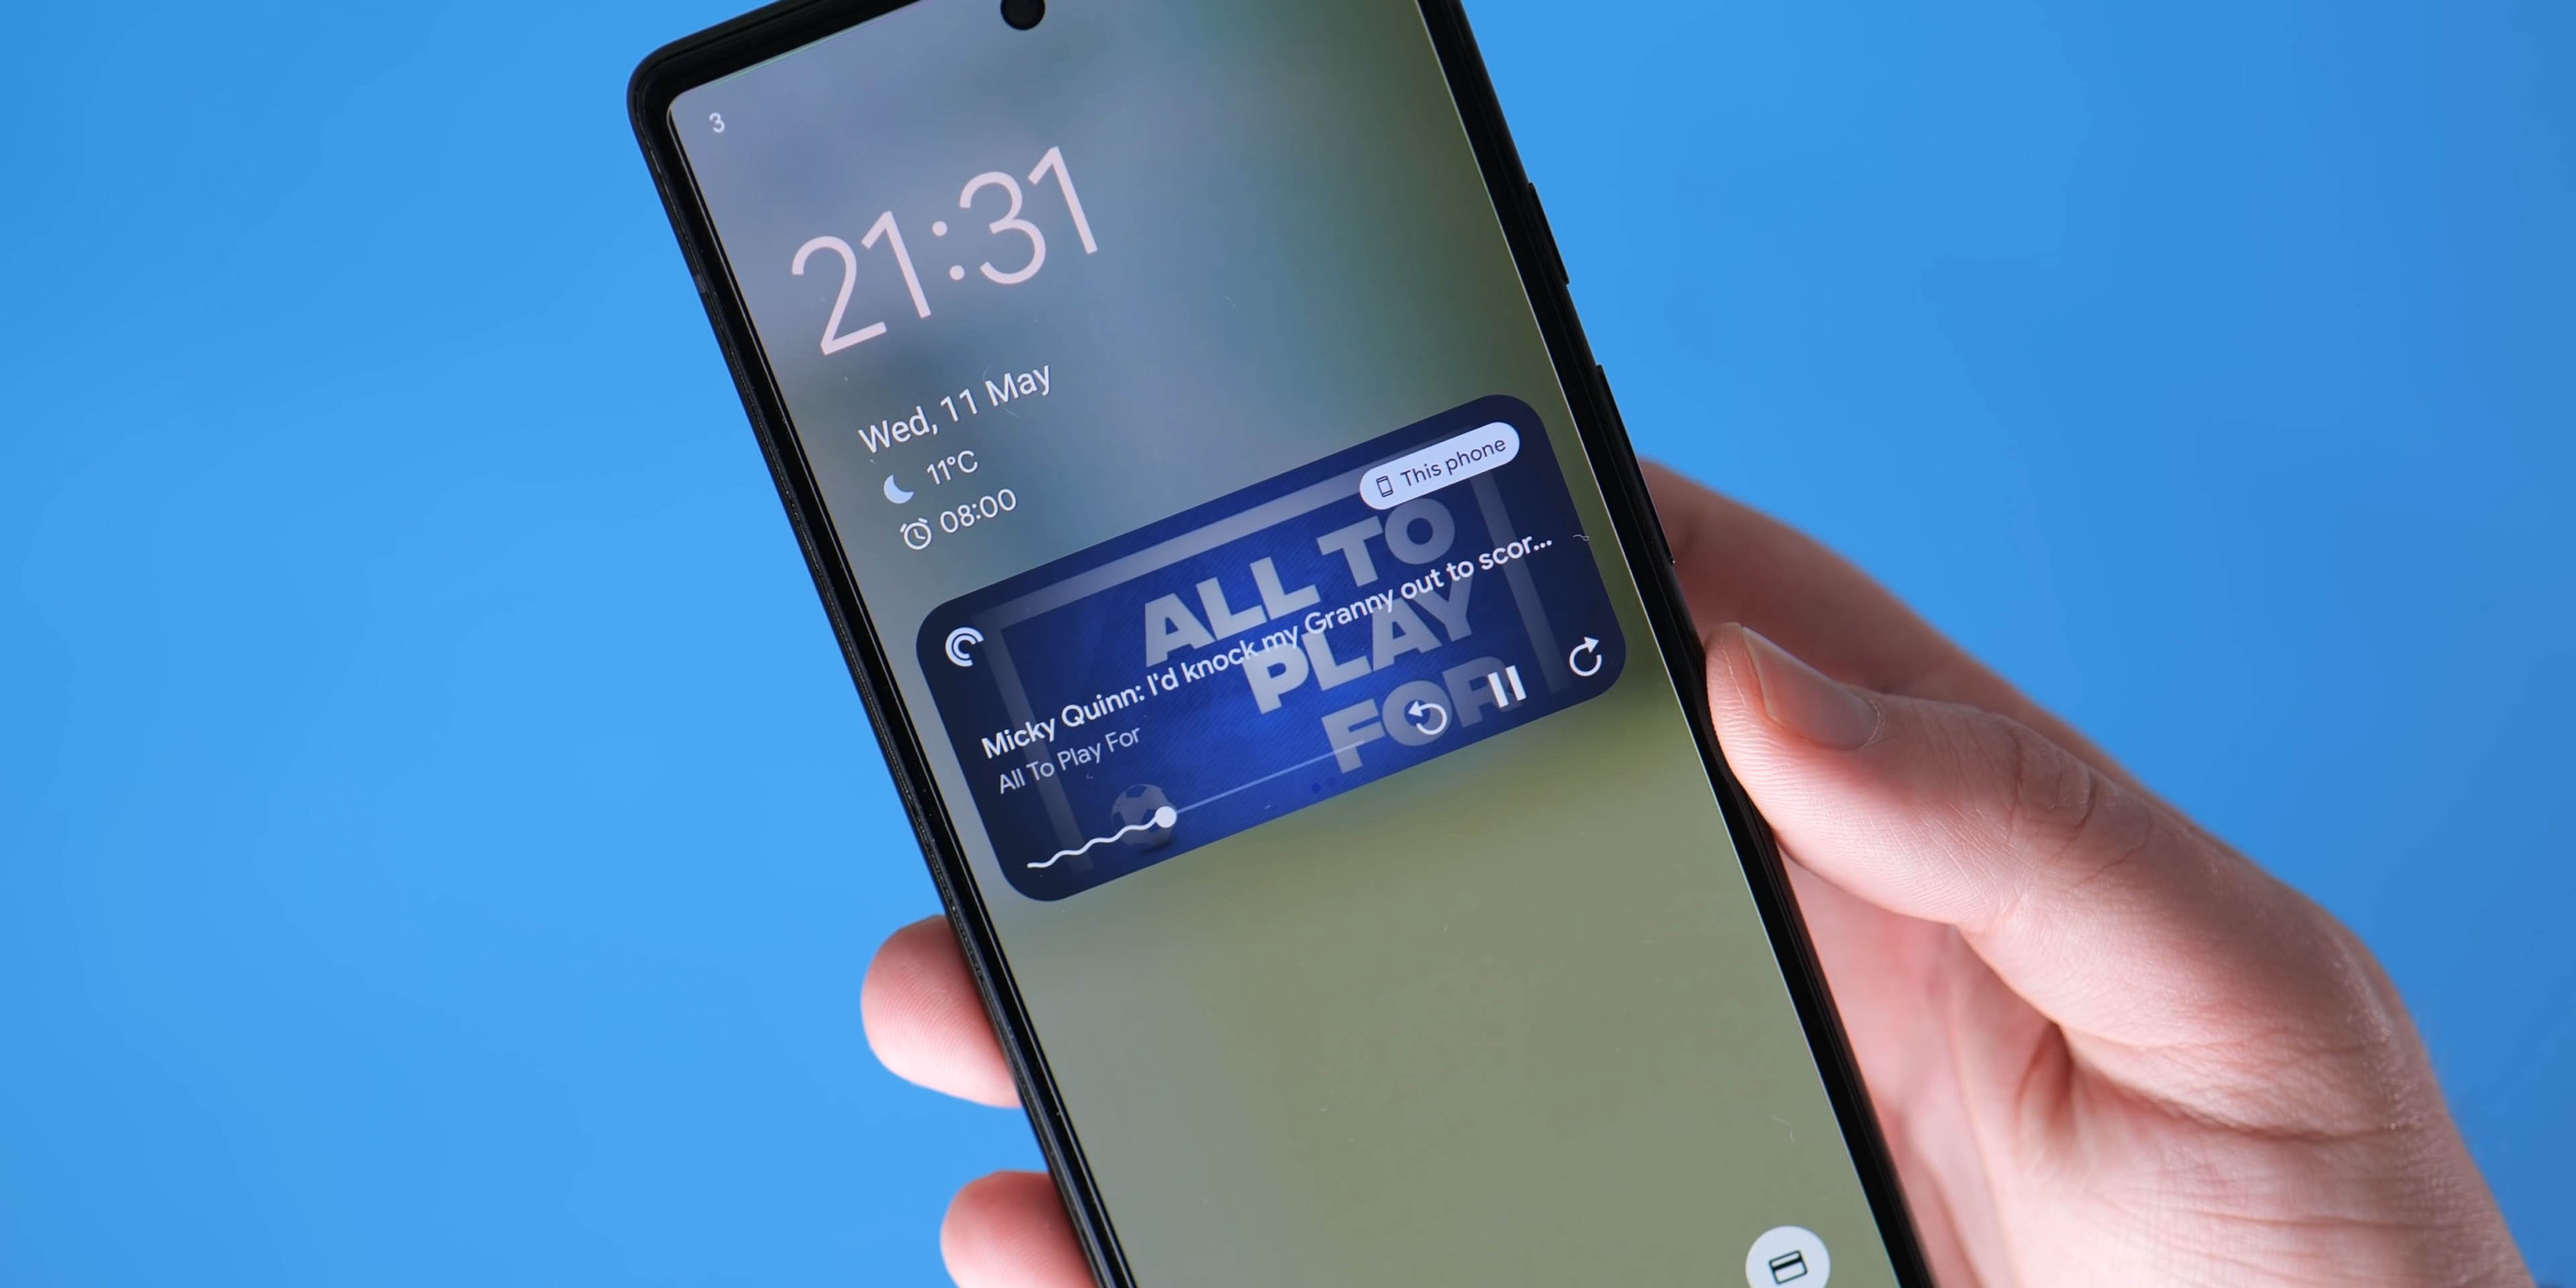 3
21:31
Wed, 11 May
11°C
08:00
This phone
ALL TO
PLAY
FOR
Micky Quinn: I'd knock my Granny out to scor...
All To Play For